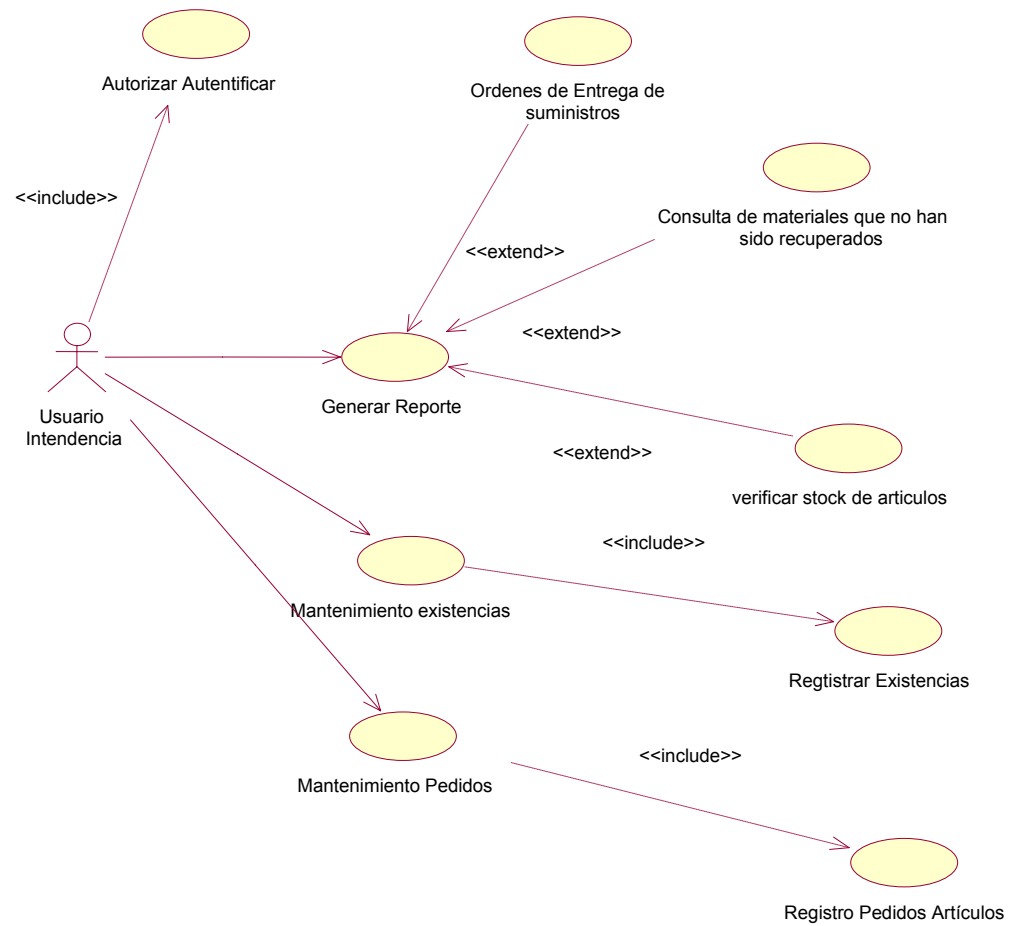 Autorizar Autentificar
Ordenes de Entrega de
suministros
<<include>>
Consulta de materiales que no han
sido recuperados
<<extend>>
<<extend>>
Usuario
Intendencia
Generar Reporte
<<extend>>
verificar stock de articulos
<<include>>
Mantenimiento existencias
Regtistrar Existencias
<<include>>
Mantenimiento Pedidos
Registro Pedidos Artículos